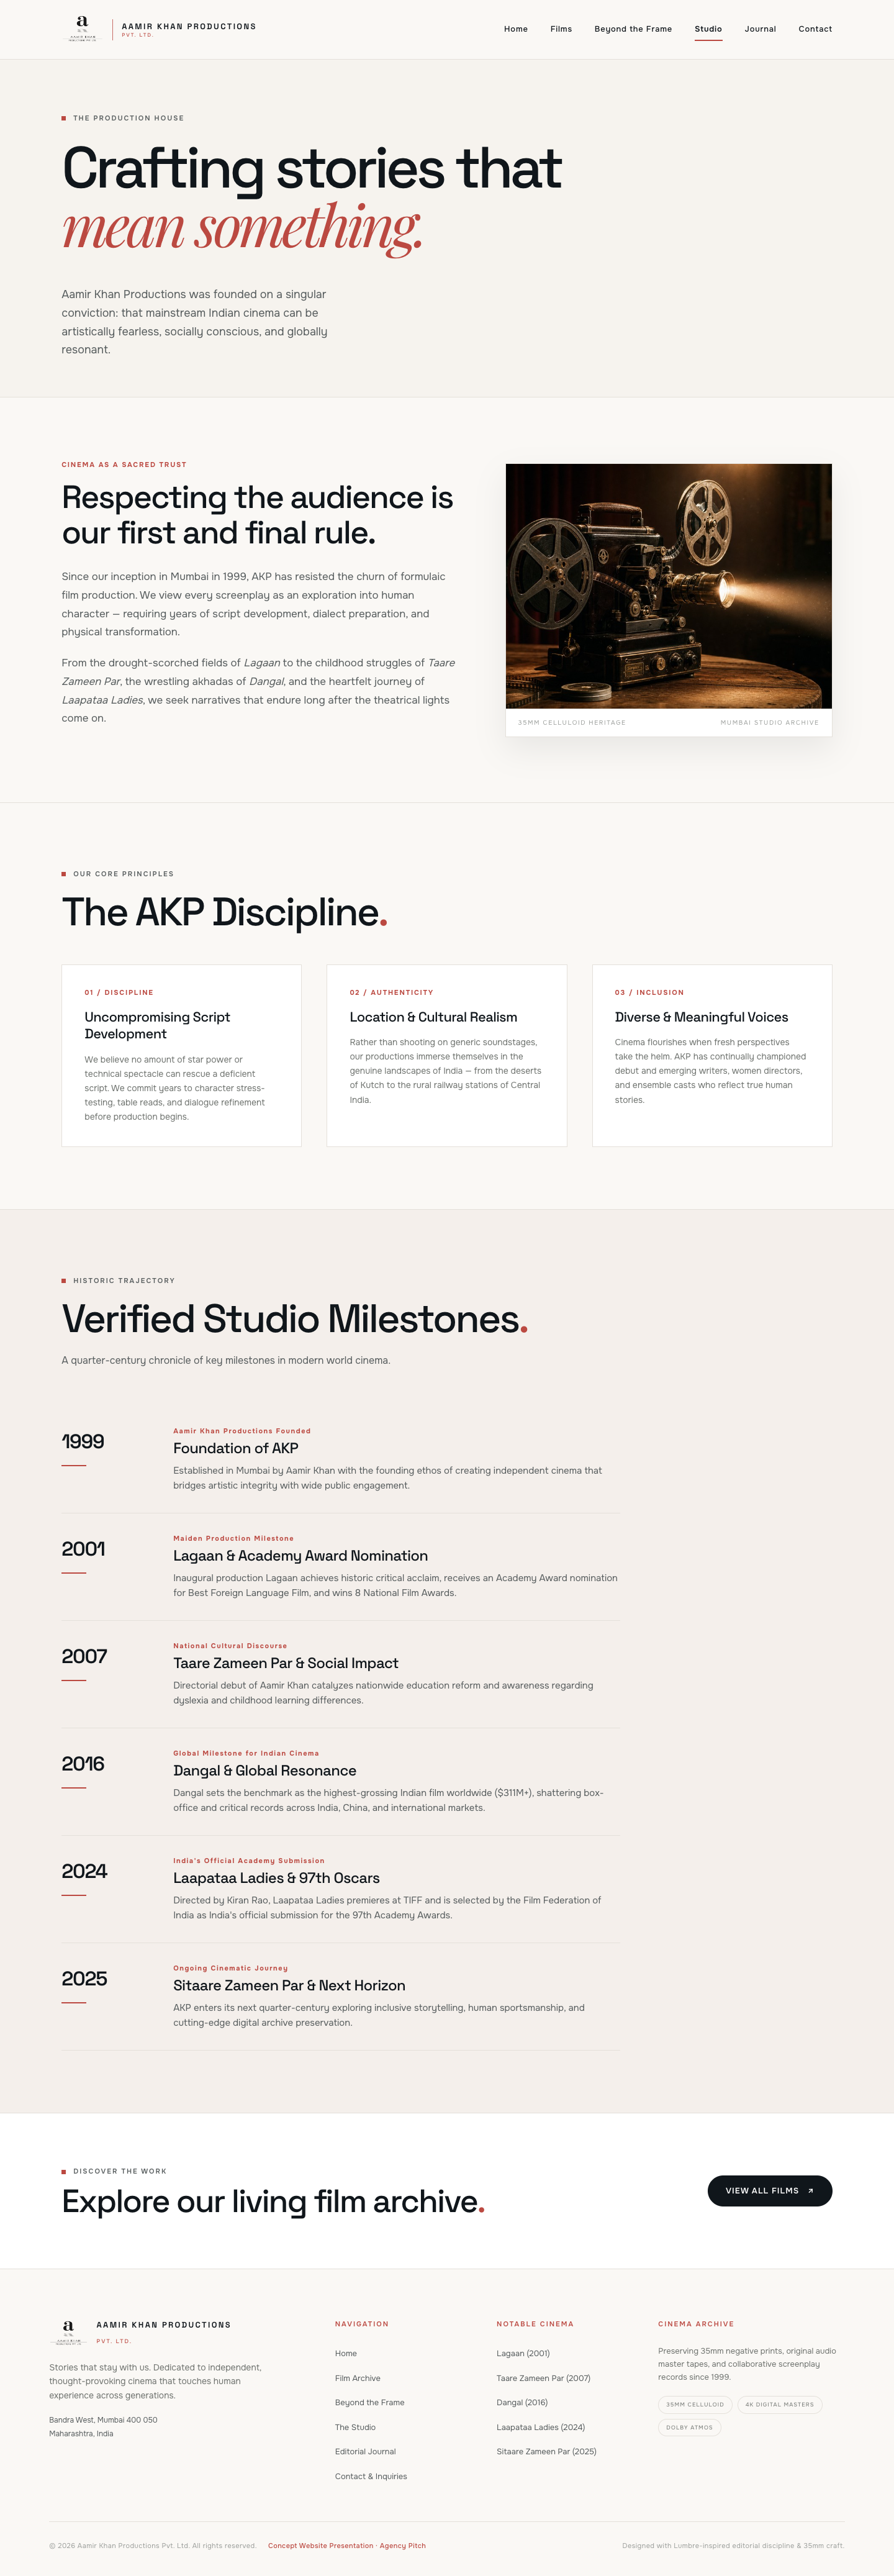 a
AAMIR KHAN PRODUCTIONS
PVT. LTD.
Home
Films
Beyond the Frame
Studio
Journal
Contact
THE PRODUCTION HOUSE
Crafting stories that
mean something.
Aamir Khan Productions was founded on a singular
conviction: that mainstream Indian cinema can be
artistically fearless, socially conscious, and globally
resonant.
CINEMA AS A SACRED TRUST
Respecting the audience is
our first and final rule.
Since our inception in Mumbai in 1999, AKP has resisted the churn of formulaic
film production. We view every screenplay as an exploration into human
character — requiring years of script development, dialect preparation, and
physical transformation.
From the drought-scorched fields of Lagaan to the childhood struggles of Taare
Zameen Par, the wrestling akhadas of Dangal, and the heartfelt journey of
Laapataa Ladies, we seek narratives that endure long after the theatrical lights
come on.
35MM CELLULOID HERITAGE
MUMBAI STUDIO ARCHIVE
OUR CORE PRINCIPLES
The AKP Discipline.
01 / DISCIPLINE
Uncompromising Script
Development
We believe no amount of star power or
technical spectacle can rescue a deficient
script. We commit years to character stress-
testing, table reads, and dialogue refinement
before production begins.
02 / AUTHENTICITY
Location & Cultural Realism
Rather than shooting on generic soundstages,
our productions immerse themselves in the
genuine landscapes of India — from the deserts
of Kutch to the rural railway stations of Central
India.
03 / INCLUSION
Diverse & Meaningful Voices
Cinema flourishes when fresh perspectives
take the helm. AKP has continually championed
debut and emerging writers, women directors,
and ensemble casts who reflect true human
stories.
HISTORIC TRAJECTORY
Verified Studio Milestones.
A quarter-century chronicle of key milestones in modern world cinema.
1999
Aamir Khan Productions Founded
Foundation of AKP
Established in Mumbai by Aamir Khan with the founding ethos of creating independent cinema that
bridges artistic integrity with wide public engagement.
2001
Maiden Production Milestone
Lagaan & Academy Award Nomination
Inaugural production Lagaan achieves historic critical acclaim, receives an Academy Award nomination
for Best Foreign Language Film, and wins 8 National Film Awards.
2007
National Cultural Discourse
Taare Zameen Par & Social Impact
Directorial debut of Aamir Khan catalyzes nationwide education reform and awareness regarding
dyslexia and childhood learning differences.
2016
Global Milestone for Indian Cinema
Dangal & Global Resonance
Dangal sets the benchmark as the highest-grossing Indian film worldwide ($311M+), shattering box-
office and critical records across India, China, and international markets.
2024
India's Official Academy Submission
Laapataa Ladies & 97th Oscars
Directed by Kiran Rao, Laapataa Ladies premieres at TIFF and is selected by the Film Federation of
India as India's official submission for the 97th Academy Awards.
2025
Ongoing Cinematic Journey
Sitaare Zameen Par & Next Horizon
AKP enters its next quarter-century exploring inclusive storytelling, human sportsmanship, and
cutting-edge digital archive preservation.
DISCOVER THE WORK
Explore our living film archive.
VIEW ALL FILMS
a
AAMIR KHAN PRODUCTIONS
PVT. LTD.
Stories that stay with us. Dedicated to independent,
thought-provoking cinema that touches hearts, 
experience across generations.
Bandra West, Mumbai 400 050
Maharashtra, India
NAVIGATION
Home
Film Archive
Beyond the Frame
The Studio
Editorial Journal
Contact & Inquiries
NOTABLE CINEMA
Lagaan (2001)
Taare Zameen Par (2007)
Dangal (2016)
Laapataa Ladies (2024)
Sitaare Zameen Par (2025)
CINEMA ARCHIVE
Preserving 35mm negative prints, original audio
master tapes, and collaborative screenplay
records since 1999.
35MM CELLULOID
4K DIGITAL MASTERS
DOLBY ATMOS
© 2026 Aamir Khan Productions Pvt. Ltd. All rights reserved.
Concept Website Presentation · Agency Pitch
Designed with Lumbre-inspired editorial discipline & 35mm craft.